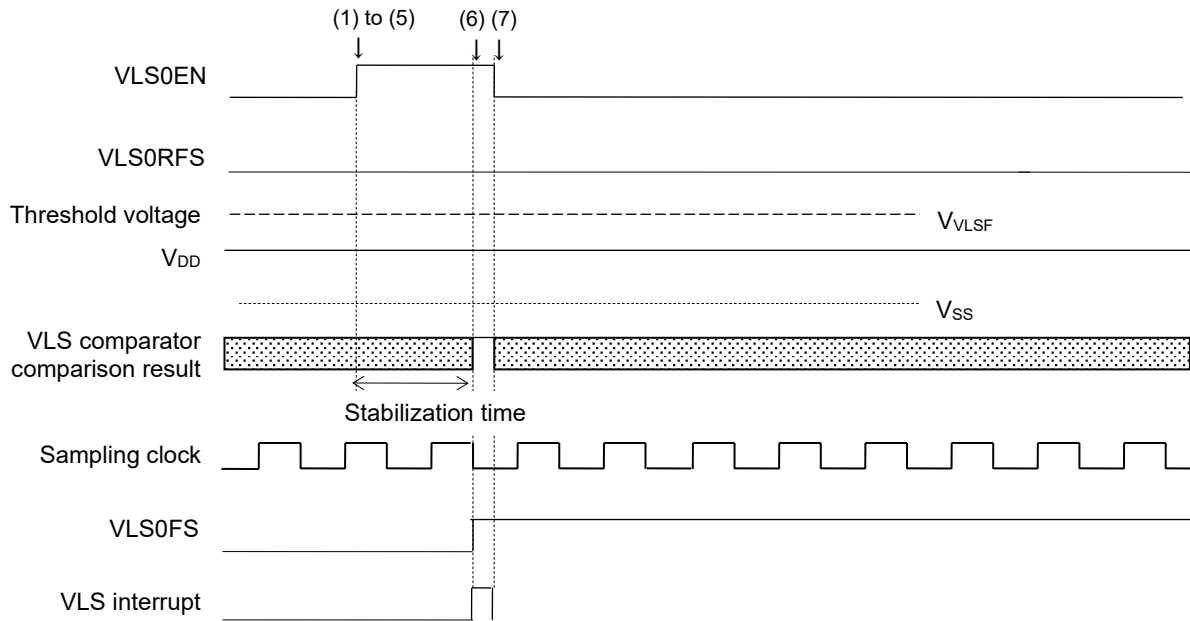 (1) to (5)
(6) (7)
VLS0EN
VLS0RFS
Threshold voltage
VVLSF
VDD
VSS
VLS comparator
comparison result
Stabilization time
Sampling clock
VLS0FS
VLS interrupt